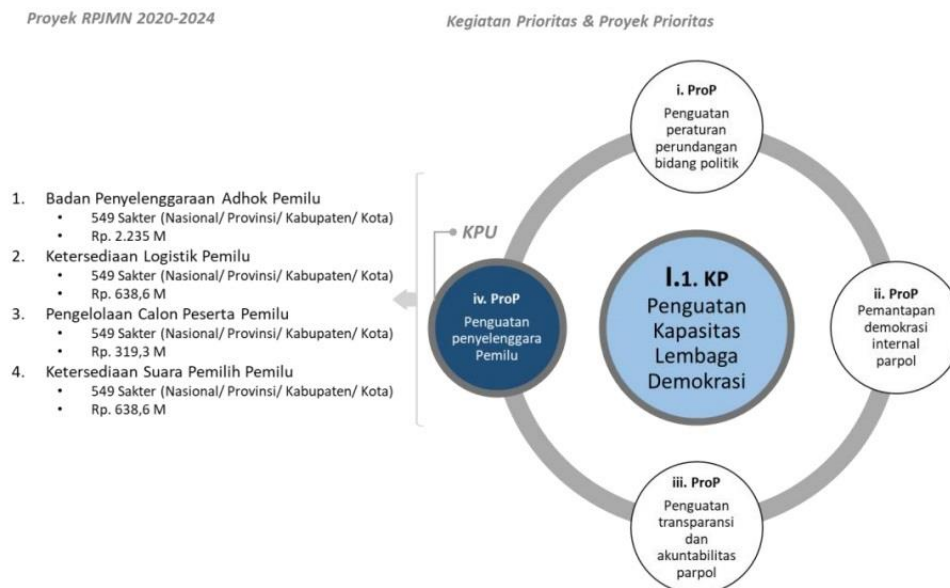 Proyek RPJMN 2020-2024
Kegiatan Prioritas & Proyek Prioritas
1. Badan Penyelenggaraan Adhok Pemilu
• 549 Sakter (Nasional/ Provinsi/ Kabupaten/ Kota)
• Rp. 2.235 M
2. Ketersediaan Logistik Pemilu
• 549 Sakter (Nasional/ Provinsi/ Kabupaten/ Kota)
• Rp. 638,6 M
3. Pengelolaan Calon Peserta Pemilu
• 549 Sakter (Nasional/ Provinsi/ Kabupaten/ Kota)
• Rp. 319,3 M
4. Ketersediaan Suara Pemilih Pemilu
• 549 Sakter (Nasional/ Provinsi/ Kabupaten/ Kota)
• Rp. 638,6 M
KPU
i. ProP
Penguatan
peraturan
perundangan
bidang politik
I.1. KP
Penguatan
Kapasitas
Lembaga
Demokrasi
ii. ProP
Pemantapan
demokrasi
internal
parpol
iii. ProP
Penguatan
transparansi
dan
akuntabilitas
parpol
iv. ProP
Penguatan
penyelenggara
Pemilu